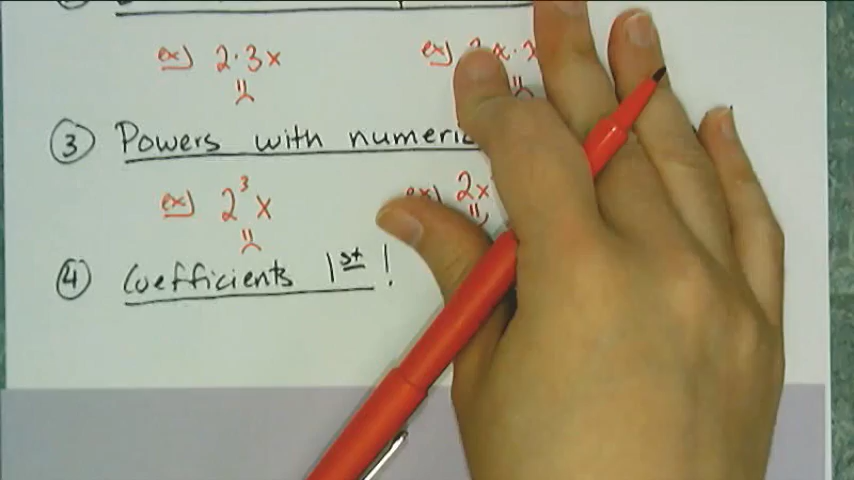 ex) 2·3x ex)
③ Powers with numeric
ex) 2³x ex) 2x
④ Coefficients 1st!